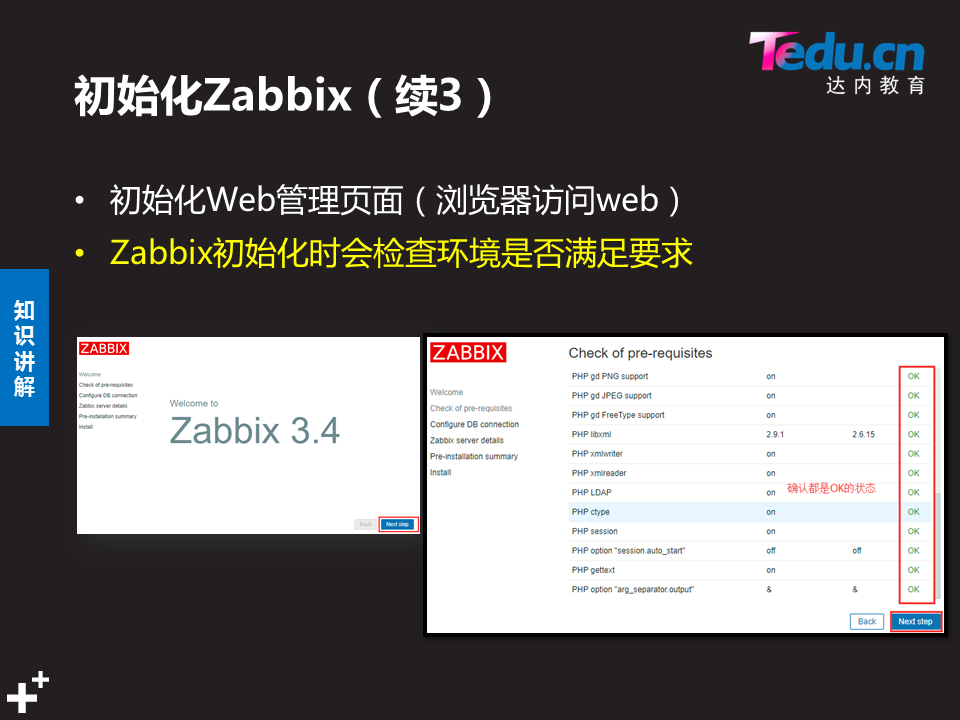 Tedu.cn
达内教育
初始化Zabbix（续3）
• 初始化Web管理页面（浏览器访问web）
• Zabbix初始化时会检查环境是否满足要求
知识讲解
ZABBIX
Welcome
Check of pre-requisites
Configure DB connection
Zabbix server details
Pre-installation summary
Install
Welcome to
Zabbix 3.4
Back Next step
ZABBIX
Welcome
Check of pre-requisites
Configure DB connection
Zabbix server details
Pre-installation summary
Install
Check of pre-requisites
PHP gd PNG support on OK
PHP gd JPEG support on OK
PHP gd FreeType support on OK
PHP libxml 2.9.1 2.6.15 OK
PHP xmlwriter on OK
PHP xmlreader on OK
PHP LDAP on OK
确认都是OK的状态
PHP ctype on OK
PHP session on OK
PHP option "session.auto_start" off off OK
PHP gettext on OK
PHP option "arg_separator.output" & & OK
Back Next step